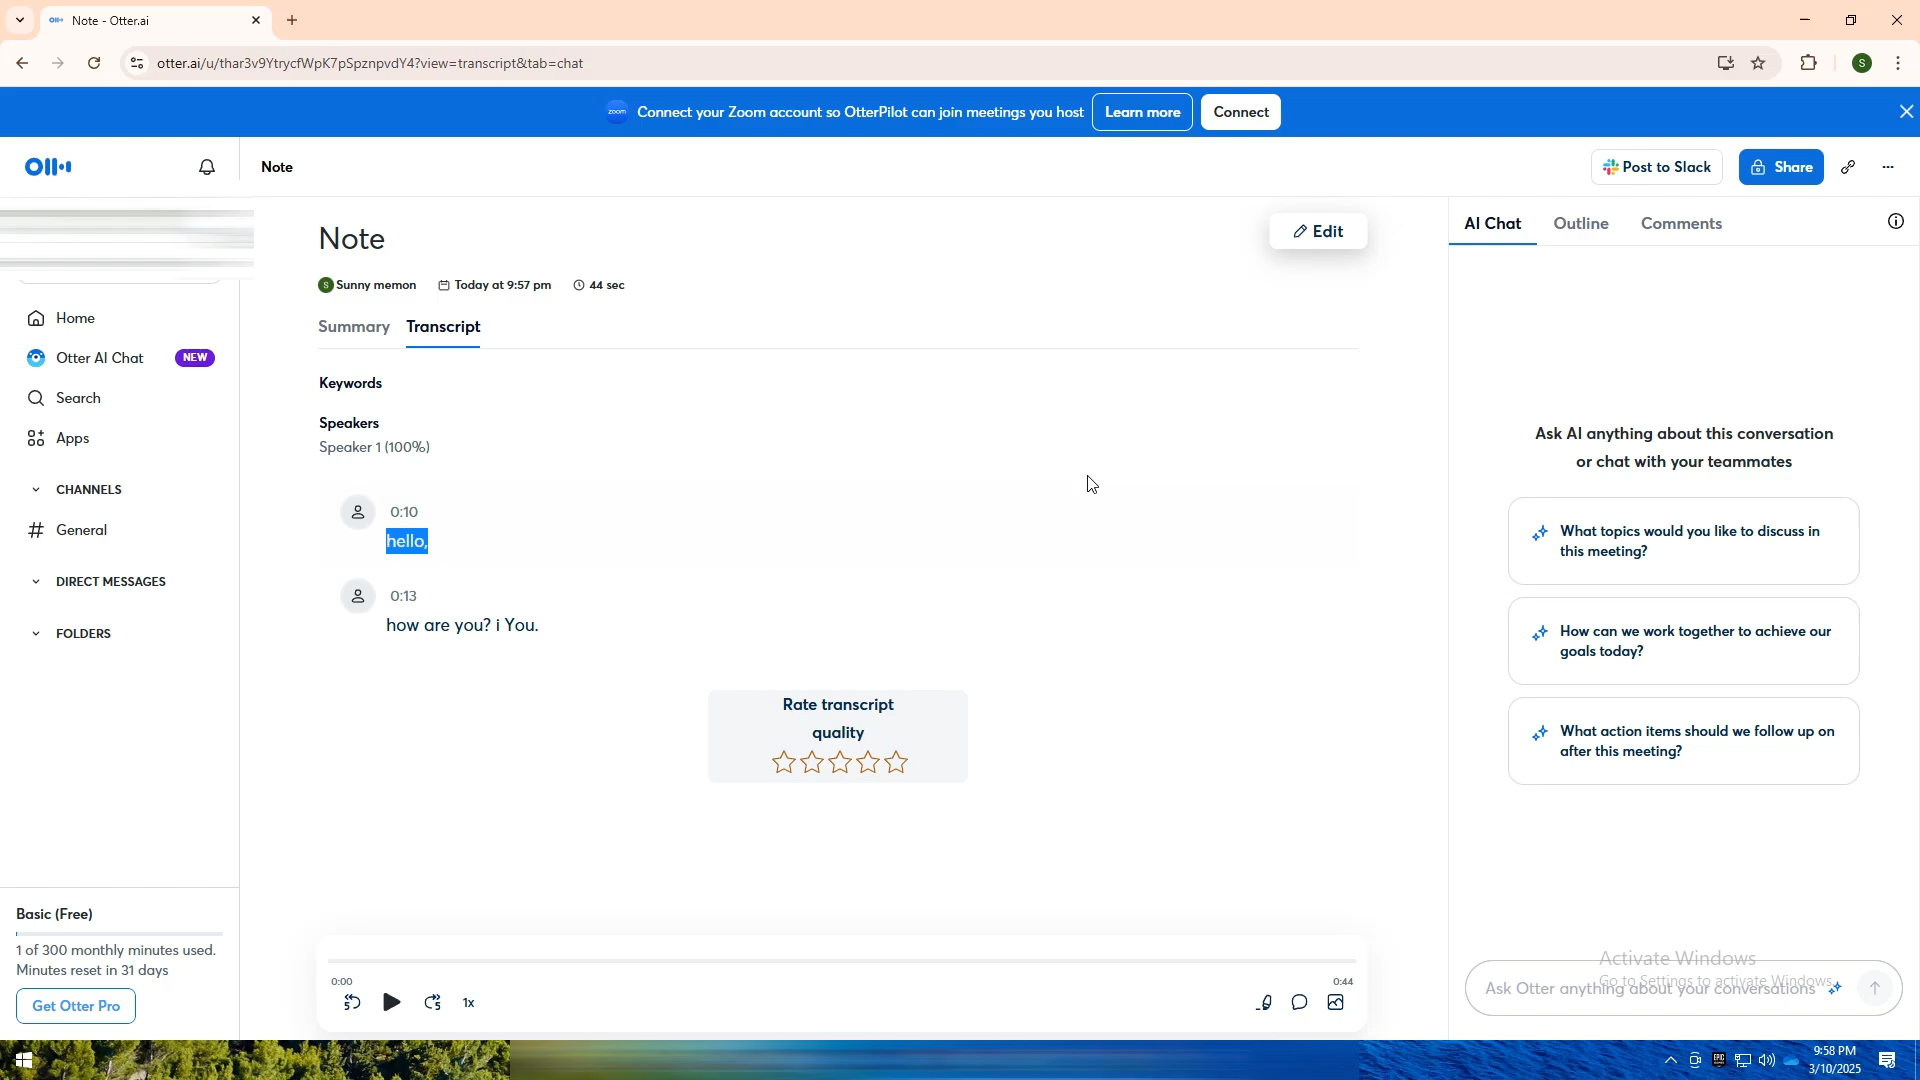 Note - Otter.ai
otter.ai/u/thar3v9YtrycfWpK7pSpznpvdY4?view=transcript&tab=chat
S
zoom Connect your Zoom account so OtterPilot can join meetings you host Learn more Connect
Note
Post to Slack
Share
Note
Edit
S Sunny memon Today at 9:57 pm 44 sec
Summary Transcript
Keywords
Speakers
Speaker 1 (100%)
0:10
hello,
0:13
how are you? i You.
Rate transcript
quality
0:00
0:44
5
5
1x
Home
Otter AI Chat NEW
Search
Apps
CHANNELS
General
DIRECT MESSAGES
FOLDERS
Basic (Free)
1 of 300 monthly minutes used.
Minutes reset in 31 days
Get Otter Pro
AI Chat Outline Comments
Ask AI anything about this conversation
or chat with your teammates
What topics would you like to discuss in
this meeting?
How can we work together to achieve our
goals today?
What action items should we follow up on
after this meeting?
Activate Windows
Go to Settings to activate Windows.
Ask Otter anything about your conversations
EPIC
9:58 PM
3/10/2025